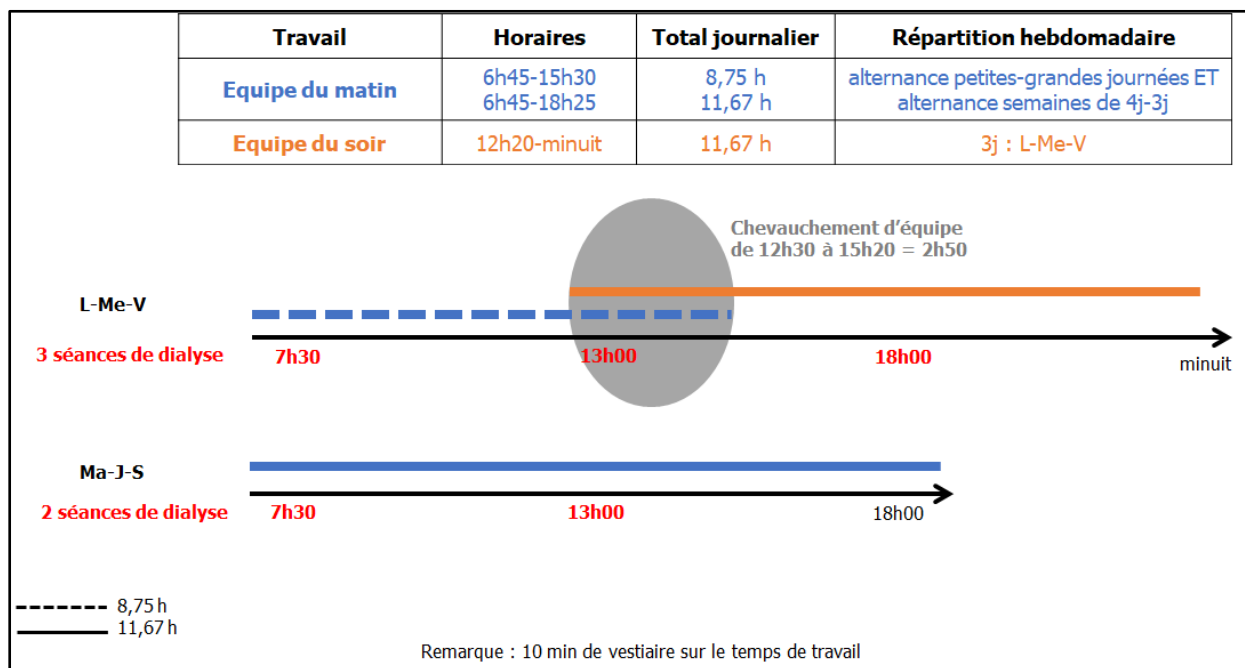 Travail Horaires Total journalier Répartition hebdomadaire
Equipe du matin
6h45-15h30 8,75 h alternance petites-grandes journées ET
6h45-18h25 11,67 h alternance semaines de 4j-3j
Equipe du soir 12h20-minuit 11,67 h 3j : L-Me-V
Chevauchement d’équipe
de 12h30 à 15h20 = 2h50
L-Me-V
3 séances de dialyse 7h30 13h00 18h00
minuit
Ma-J-S
2 séances de dialyse 7h30 13h00 18h00
8,75 h
11,67 h
Remarque : 10 min de vestiaire sur le temps de travail